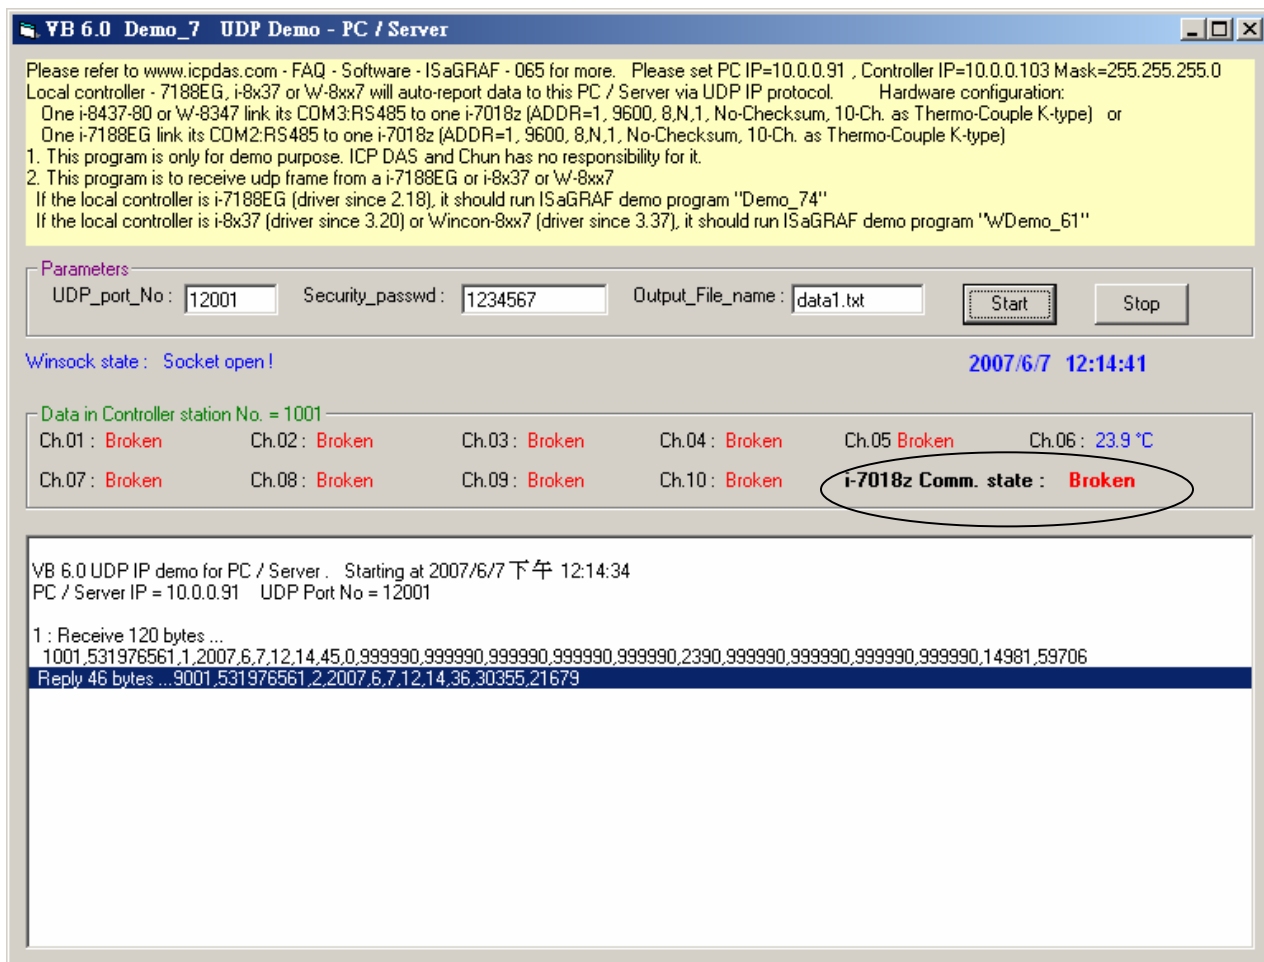 VB 6.0 Demo_7 UDP Demo - PC / Server
Please refer to www.icpdas.com - FAQ - Software - ISaGRAF - 065 for more. Please set PC IP=10.0.0.91 , Controller IP=10.0.0.103 Mask=255.255.255.0
Local controller - 7188EG, i-8x37 or W-8xx7 will auto-report data to this PC / Server via UDP IP protocol. Hardware configuration:
One i-8437-80 or W-8347 link its COM3:RS485 to one i-7018z (ADDR=1, 9600, 8,N,1, No-Checksum, 10-Ch. as Thermo-Couple K-type) or
One i-7188EG link its COM2:RS485 to one i-7018z (ADDR=1, 9600, 8,N,1, No-Checksum, 10-Ch. as Thermo-Couple K-type)
1. This program is only for demo purpose. ICP DAS and Chun has no responsibility for it.
2. This program is to receive udp frame from a i-7188EG or i-8x37 or W-8xx7
If the local controller is i-7188EG (driver since 2.18), it should run ISaGRAF demo program "Demo_74"
If the local controller is i-8x37 (driver since 3.20) or Wincon-8xx7 (driver since 3.37), it should run ISaGRAF demo program "WDemo_61"
Parameters
UDP_port_No : 12001 Security_passwd : 1234567 Output_File_name : data1.txt Start Stop
Winsock state : Socket open ! 2007/6/7 12:14:41
Data in Controller station No. = 1001
Ch.01 : Broken Ch.02 : Broken Ch.03 : Broken Ch.04 : Broken Ch.05 Broken Ch.06 : 23.9 °C
Ch.07 : Broken Ch.08 : Broken Ch.09 : Broken Ch.10 : Broken i-7018z Comm. state : Broken
VB 6.0 UDP IP demo for PC / Server . Starting at 2007/6/7 下午 12:14:34
PC / Server IP = 10.0.0.91 UDP Port No = 12001
1 : Receive 120 bytes ...
1001,531976561,1,2007,6,7,12,14,45,0,999990,999990,999990,999990,999990,2390,999990,999990,999990,999990,14981,59706
Reply 46 bytes ...9001,531976561,2,2007,6,7,12,14,36,30355,21679